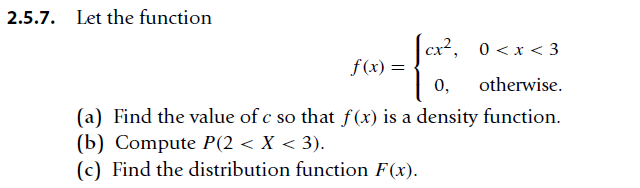 2.5.7. Let the function
f(x) = { cx², 0 < x < 3
0, otherwise.
(a) Find the value of c so that f(x) is a density function.
(b) Compute P(2 < X < 3).
(c) Find the distribution function F(x).